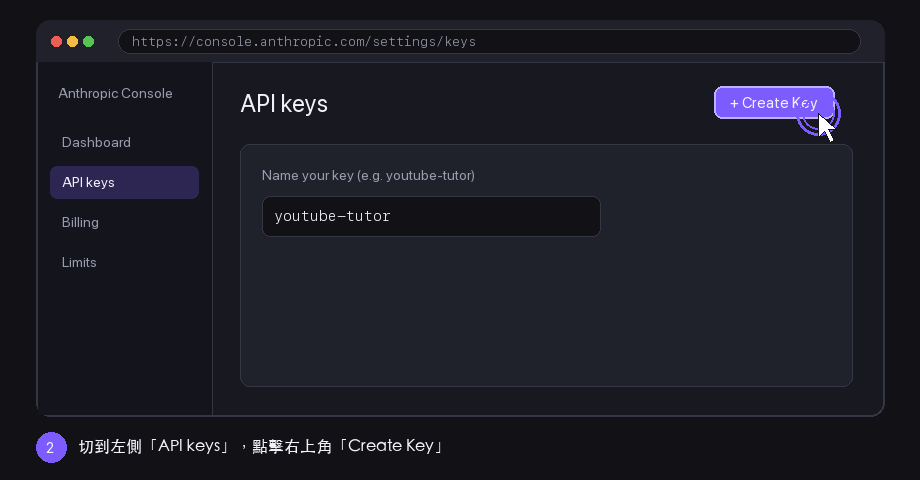 https://console.anthropic.com/settings/keys
Anthropic Console
Dashboard
API keys
Billing
Limits
API keys
+ Create Key
Name your key (e.g. youtube-tutor)
youtube-tutor
2 切到左側「API keys」，點擊右上角「Create Key」